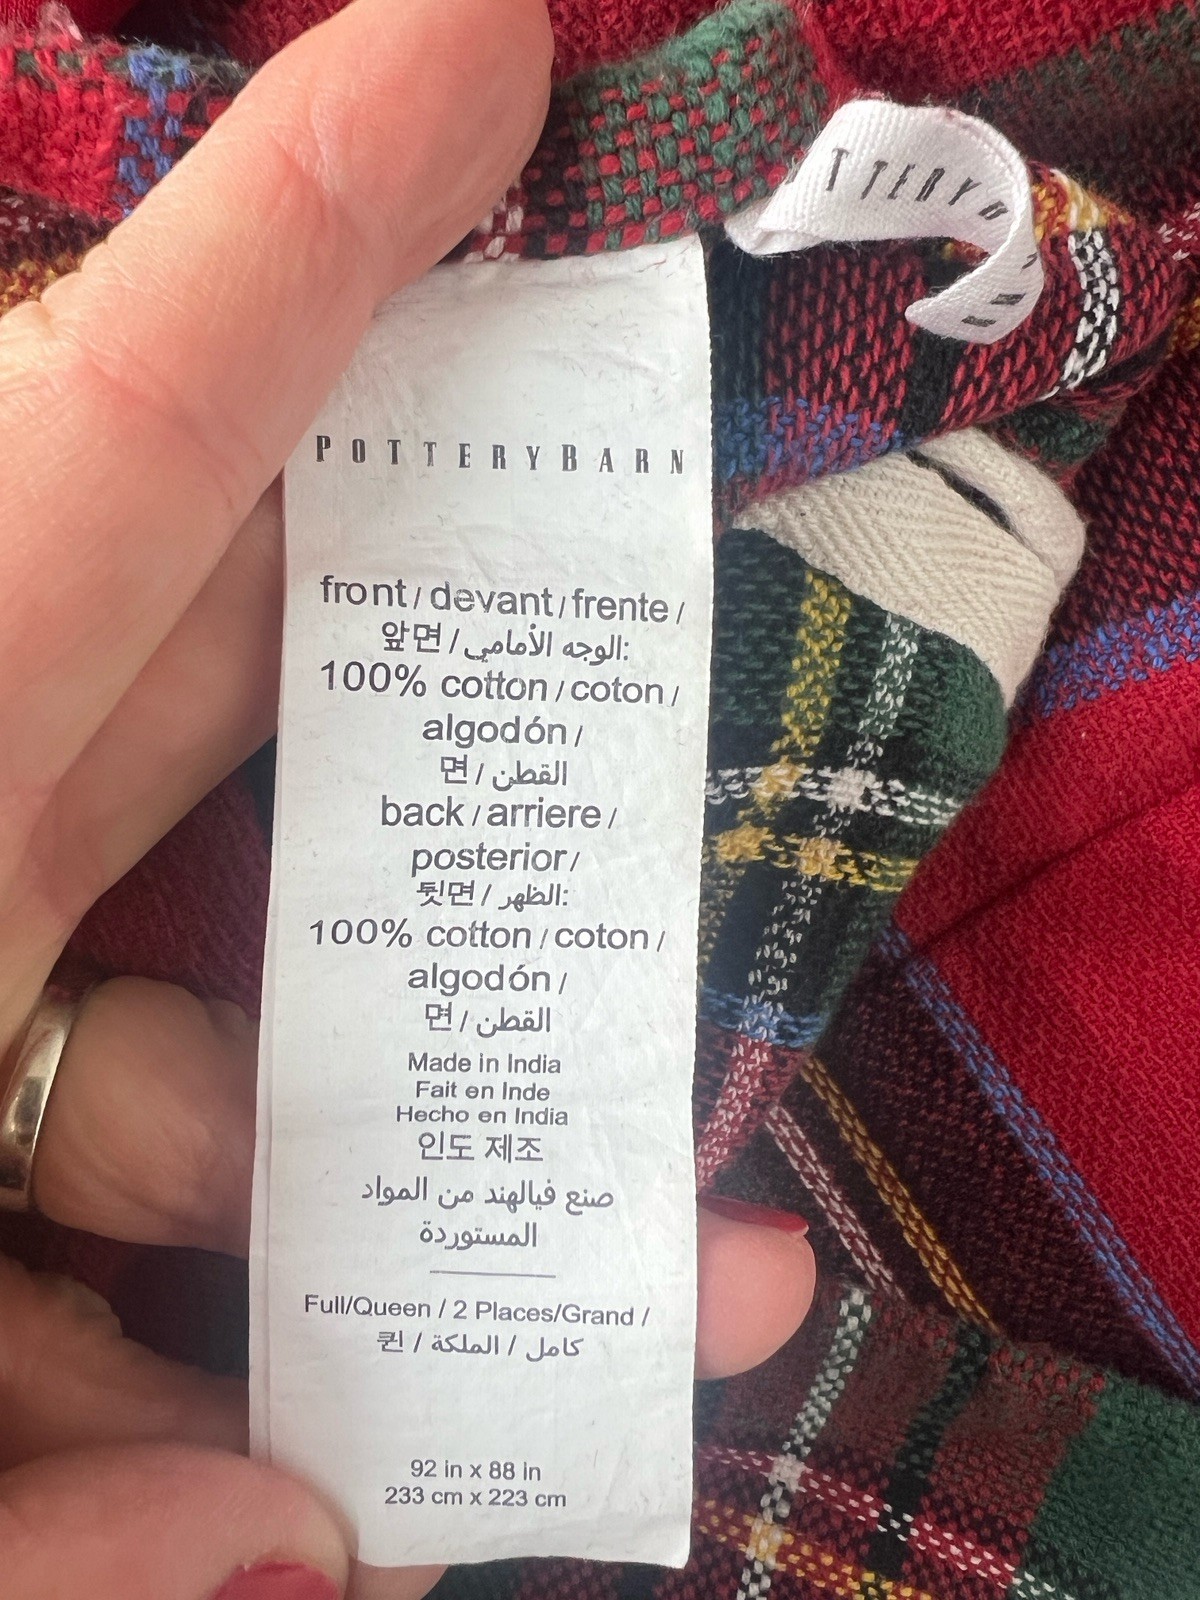 POTTERYBARN
front / devant / frente /
앞면 / الوجه الأمامي:
100% cotton / coton /
algodón /
면 / القطن
back / arriere /
posterior /
뒷면 / الظهر:
100% cotton / coton /
algodón /
면 / القطن
Made in India
Fait en Inde
Hecho en India
인도 제조
صنع فيالهند من المواد
المستوردة
Full/Queen / 2 Places/Grand /
퀸 / الملكة / كامل
92 in x 88 in
233 cm x 223 cm